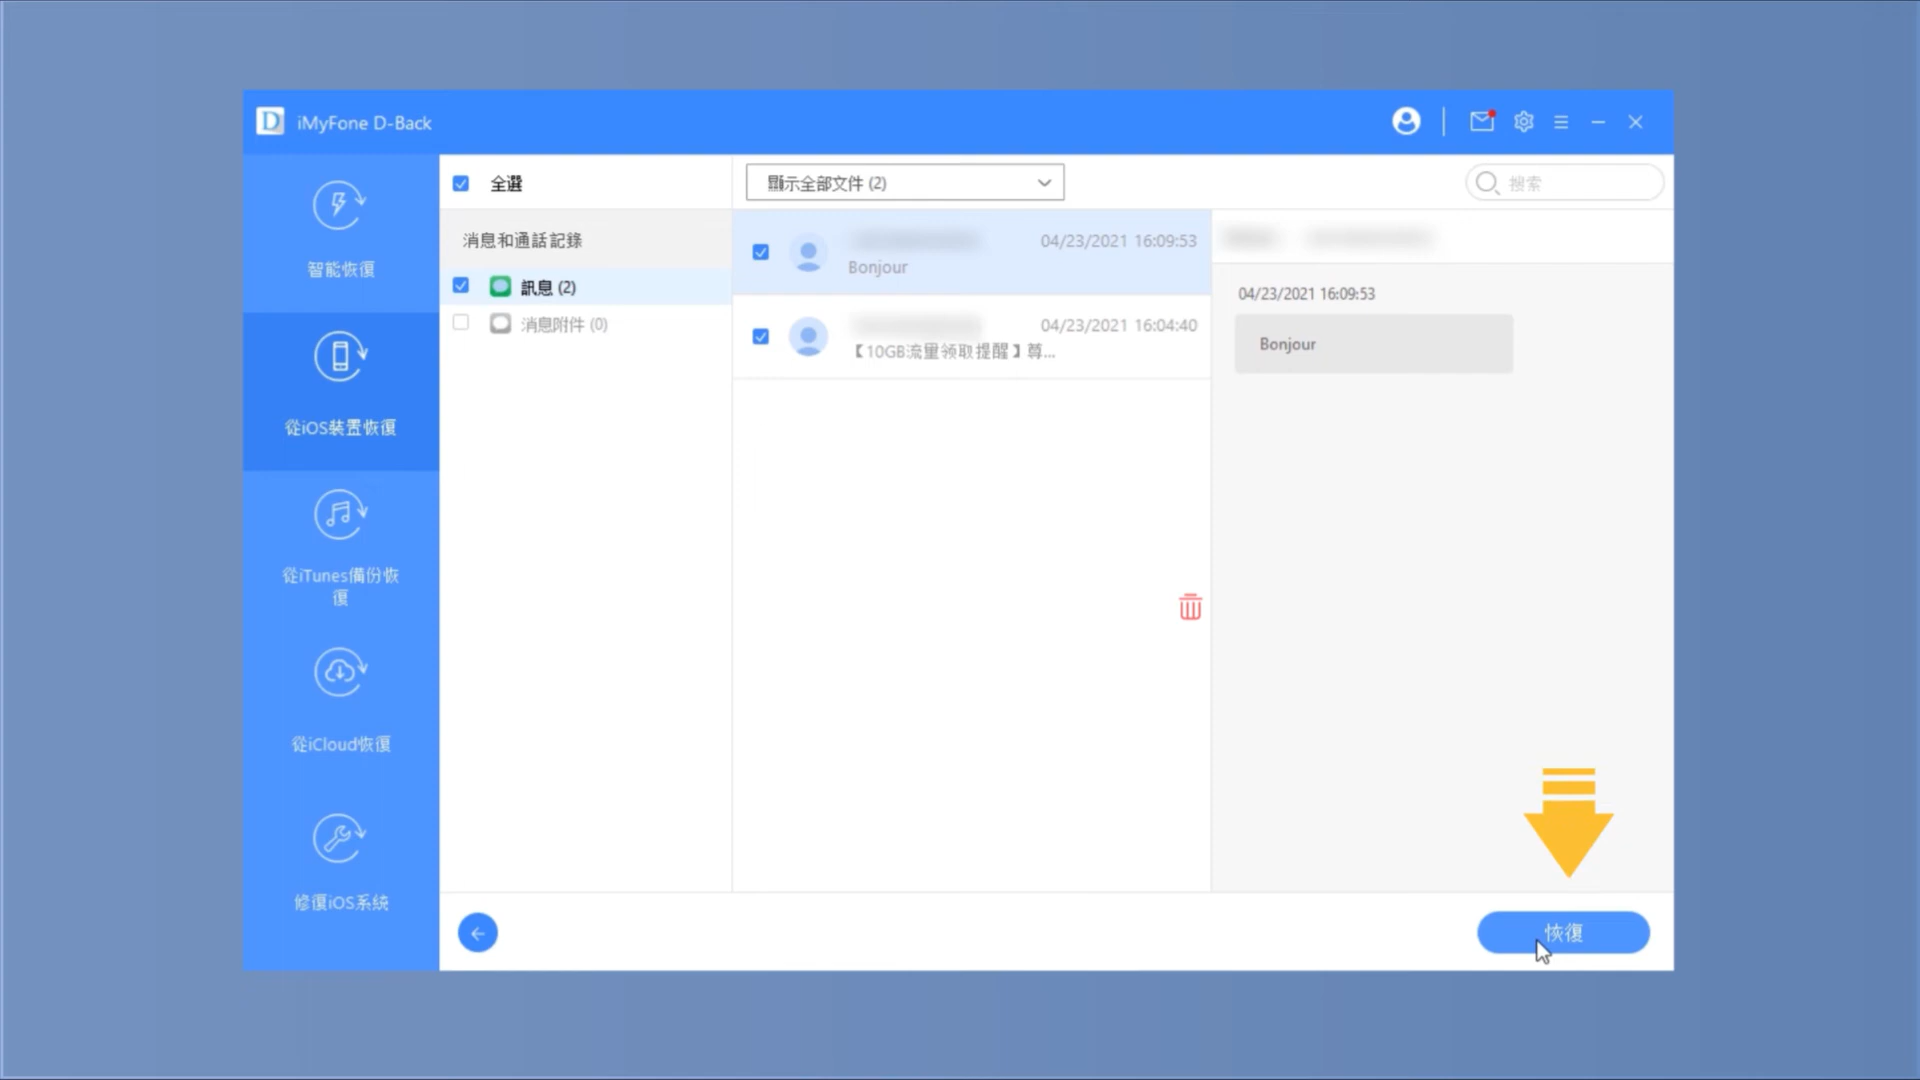 iMyFone D-Back
智能恢復
從iOS裝置恢復
從iTunes備份恢
復
從iCloud恢復
修復iOS系統
全選
消息和通話記錄
訊息 (2)
消息附件 (0)
顯示全部文件 (2)
搜索
04/23/2021 16:09:53
Bonjour
04/23/2021 16:04:40
【10GB流量领取提醒】尊...
04/23/2021 16:09:53
Bonjour
恢復